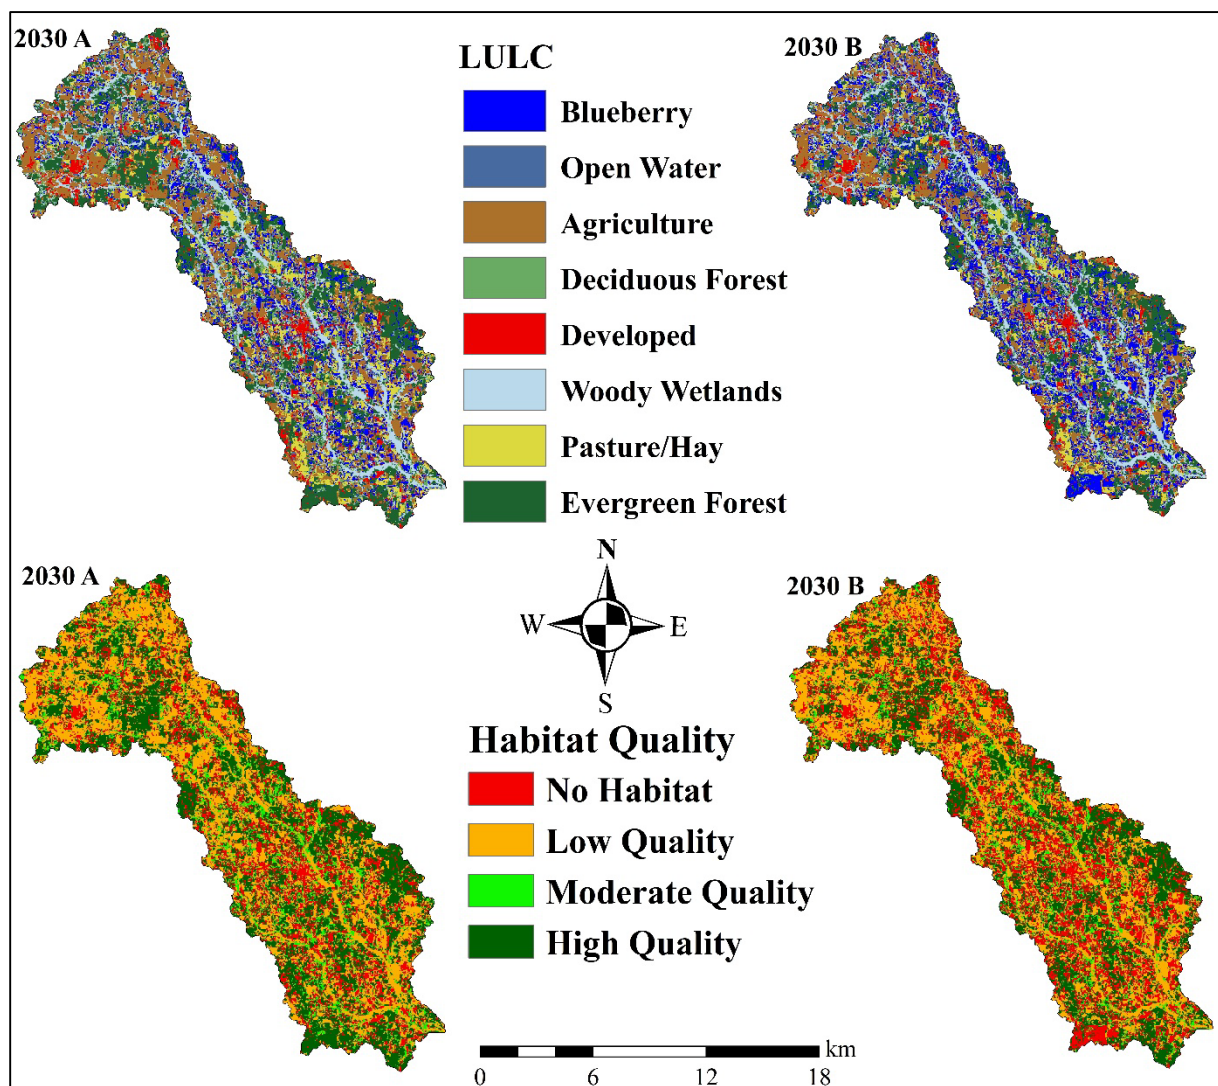 2030 A
LULC
2030 B
Blueberry
Open Water
Agriculture
Deciduous Forest
Developed
Woody Wetlands
Pasture/Hay
Evergreen Forest
N
W
E
S
2030 A
2030 B
Habitat Quality
No Habitat
Low Quality
Moderate Quality
High Quality
km
0 6 12 18